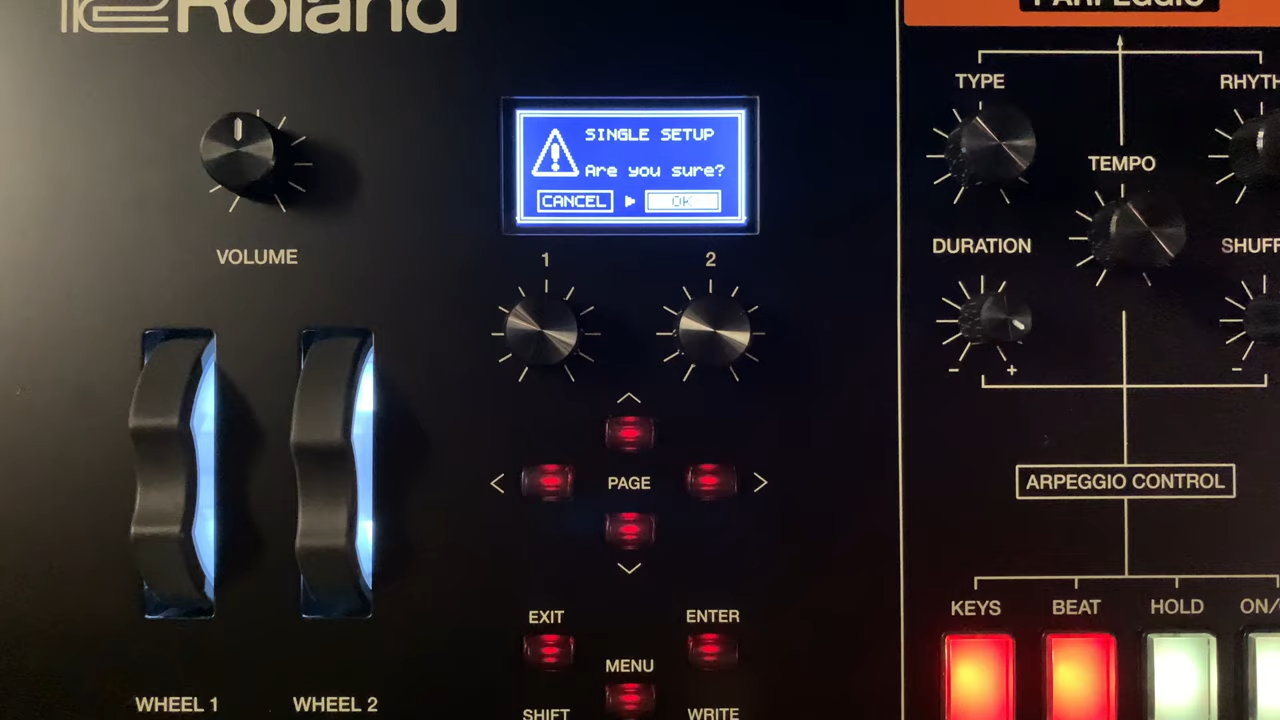 Roland
VOLUME
SINGLE SETUP
Are you sure?
CANCEL OK
1 2
PAGE
EXIT ENTER
MENU
SHIFT WRITE
WHEEL 1 WHEEL 2
ARPEGGIO
TYPE
TEMPO
DURATION
- +
-
ARPEGGIO CONTROL
KEYS BEAT HOLD